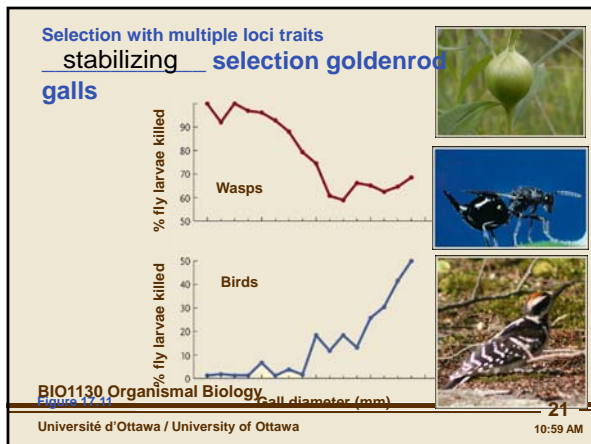 Selection with multiple loci traits
stabilizing selection goldenrod
galls
% fly larvae killed
90
80
70
60
50
Wasps
% fly larvae killed
50
40
30
20
10
0
Birds
BIO1130 Organismal Biology
Figure 17.11
Gall diameter (mm)
21
Université d'Ottawa / University of Ottawa
10:59 AM